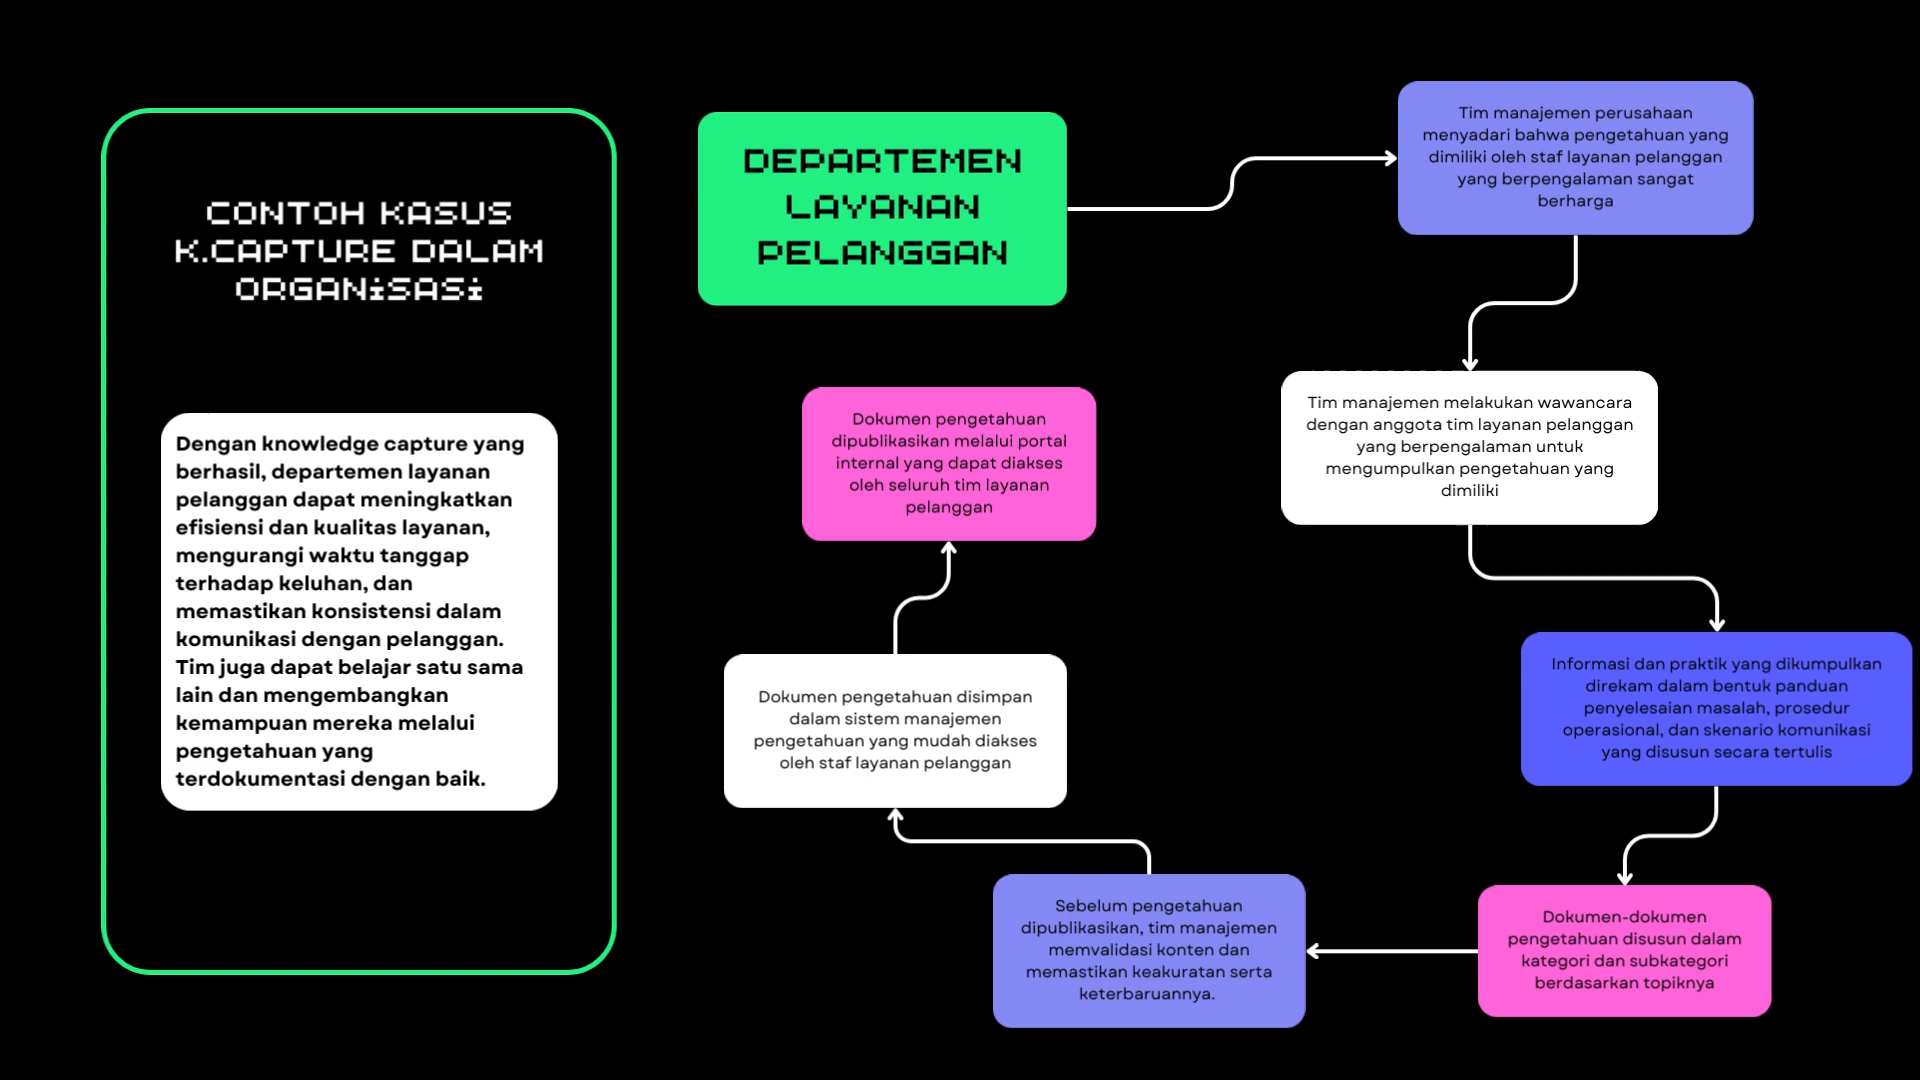 CONTOH KASUS
K.CAPTURE DALAM
ORGANiSASi
Dengan knowledge capture yang
berhasil, departemen layanan
pelanggan dapat meningkatkan
efisiensi dan kualitas layanan,
mengurangi waktu tanggap
terhadap keluhan, dan
memastikan konsistensi dalam
komunikasi dengan pelanggan.
Tim juga dapat belajar satu sama
lain dan mengembangkan
kemampuan mereka melalui
pengetahuan yang
terdokumentasi dengan baik.
DEPARTEMEN
LAYANAN
PELANGGAN
Tim manajemen perusahaan
menyadari bahwa pengetahuan yang
dimiliki oleh staf layanan pelanggan
yang berpengalaman sangat
berharga
Tim manajemen melakukan wawancara
dengan anggota tim layanan pelanggan
yang berpengalaman untuk
mengumpulkan pengetahuan yang
dimiliki
Informasi dan praktik yang dikumpulkan
direkam dalam bentuk panduan
penyelesaian masalah, prosedur
operasional, dan skenario komunikasi
yang disusun secara tertulis
Dokumen-dokumen
pengetahuan disusun dalam
kategori dan subkategori
berdasarkan topiknya
Sebelum pengetahuan
dipublikasikan, tim manajemen
memvalidasi konten dan
memastikan keakuratan serta
keterbaruannya.
Dokumen pengetahuan disimpan
dalam sistem manajemen
pengetahuan yang mudah diakses
oleh staf layanan pelanggan
Dokumen pengetahuan
dipublikasikan melalui portal
internal yang dapat diakses
oleh seluruh tim layanan
pelanggan